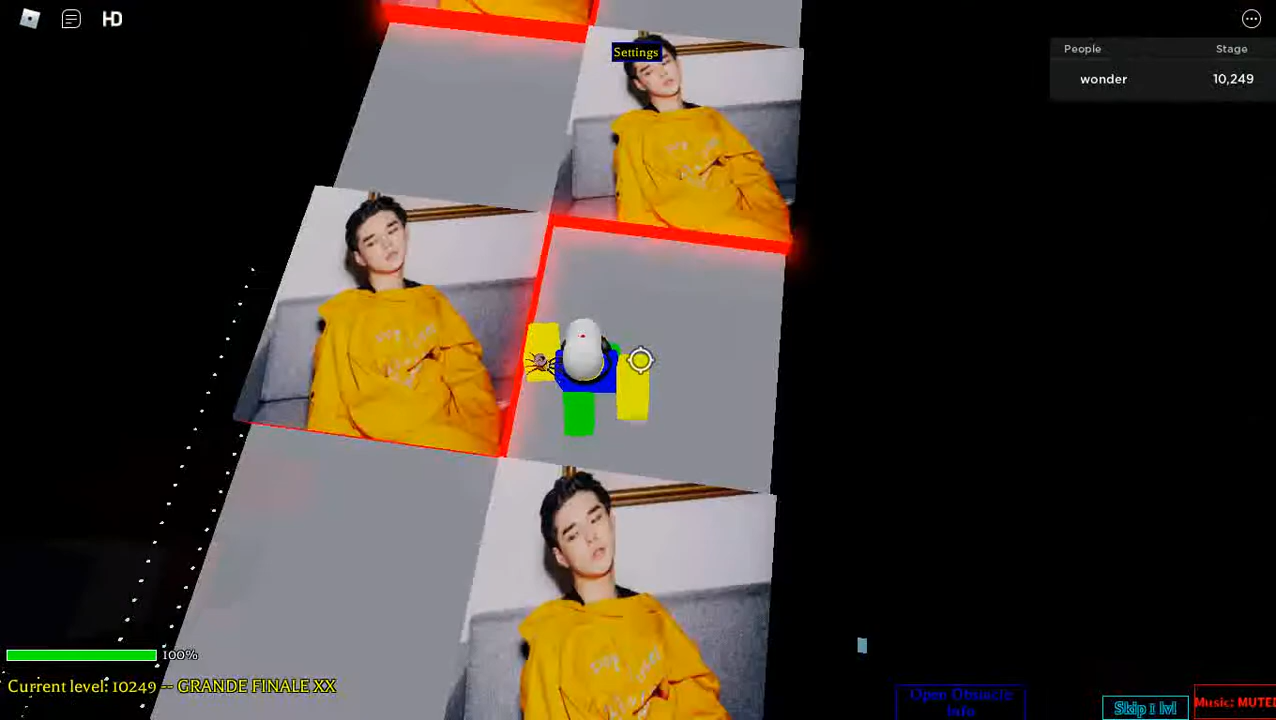 HD
Settings
People Stage
wonder 10,249
100%
Current level: 10249 -- GRANDE FINALE XX
Open Obstacle
Info
Skip 1 lvl
Music: MUTE